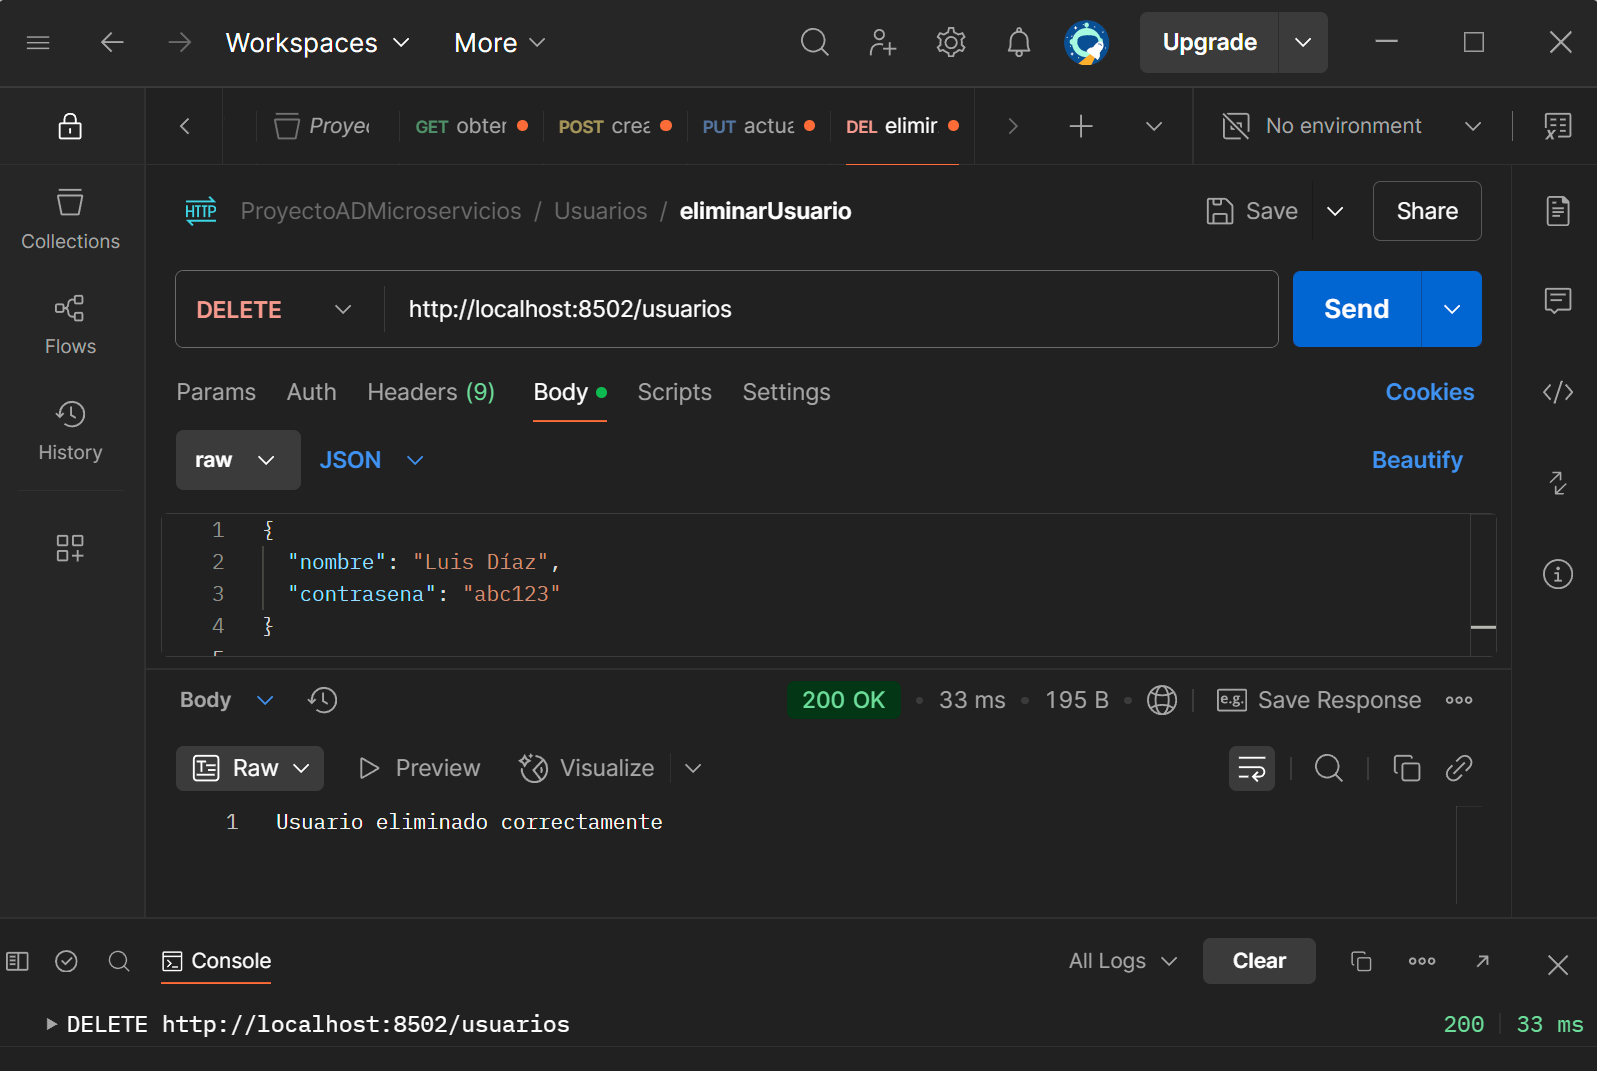 Workspaces More Upgrade
Proyec GET obter POST crea PUT actua DEL elimir No environment
Collections
Flows
History
HTTP ProyectoADMicroservicios / Usuarios / eliminarUsuario Save Share
DELETE http://localhost:8502/usuarios Send
Params Auth Headers (9) Body Scripts Settings Cookies
raw JSON Beautify
1 {
2 "nombre": "Luis Díaz",
3 "contrasena": "abc123"
4 }
Body 200 OK • 33 ms • 195 B • e.g. Save Response
Raw Preview Visualize
1 Usuario eliminado correctamente
Console All Logs Clear
DELETE http://localhost:8502/usuarios 200 33 ms